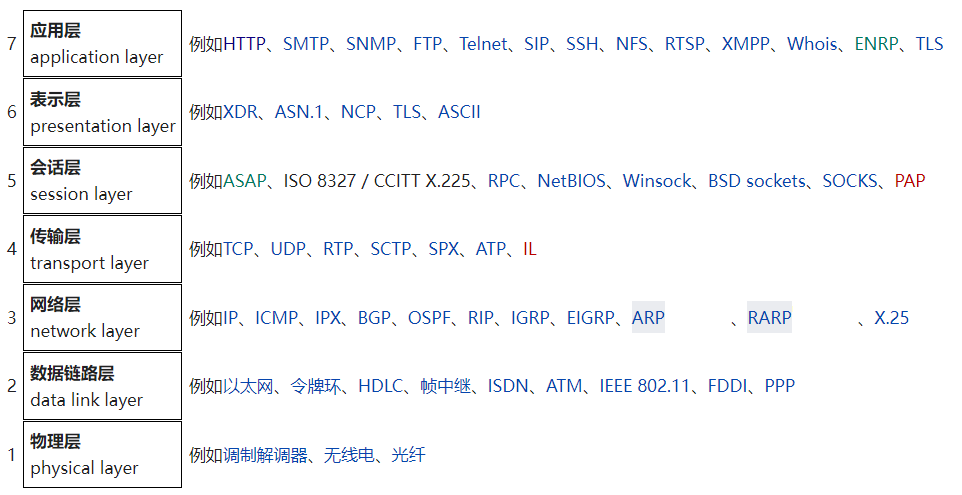 7
应用层
application layer
例如HTTP、SMTP、SNMP、FTP、Telnet、SIP、SSH、NFS、RTSP、XMPP、Whois、ENRP、TLS
6
表示层
presentation layer
例如XDR、ASN.1、NCP、TLS、ASCII
5
会话层
session layer
例如ASAP、ISO 8327 / CCITT X.225、RPC、NetBIOS、Winsock、BSD sockets、SOCKS、PAP
4
传输层
transport layer
例如TCP、UDP、RTP、SCTP、SPX、ATP、IL
3
网络层
network layer
例如IP、ICMP、IPX、BGP、OSPF、RIP、IGRP、EIGRP、ARP、RARP、X.25
2
数据链路层
data link layer
例如以太网、令牌环、HDLC、帧中继、ISDN、ATM、IEEE 802.11、FDDI、PPP
1
物理层
physical layer
例如调制解调器、无线电、光纤